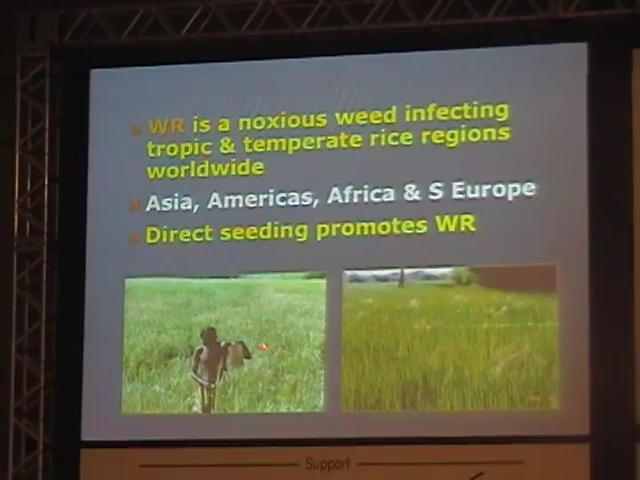 WR is a noxious weed infecting
tropic & temperate rice regions
worldwide
Asia, Americas, Africa & S Europe
Direct seeding promotes WR
Support